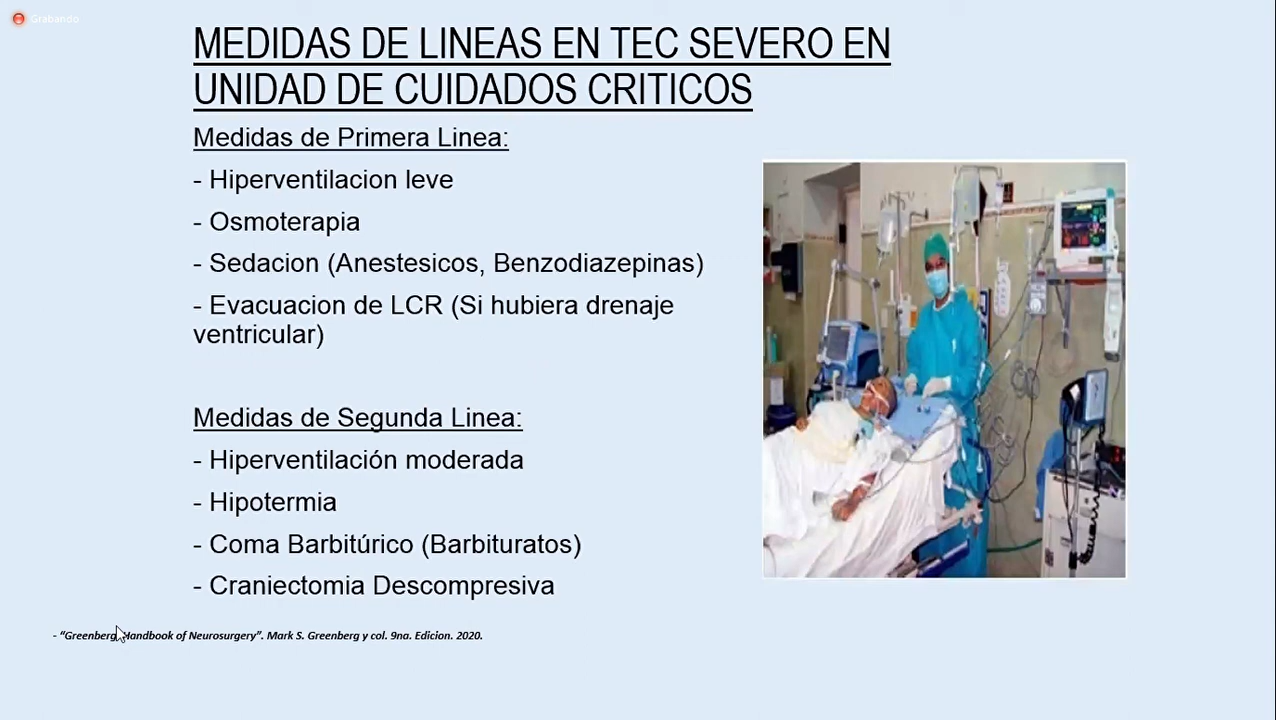 Grabando
MEDIDAS DE LINEAS EN TEC SEVERO EN
UNIDAD DE CUIDADOS CRITICOS
Medidas de Primera Linea:
- Hiperventilacion leve
- Osmoterapia
- Sedacion (Anestesicos, Benzodiazepinas)
- Evacuacion de LCR (Si hubiera drenaje
ventricular)
Medidas de Segunda Linea:
- Hiperventilación moderada
- Hipotermia
- Coma Barbitúrico (Barbituratos)
- Craniectomia Descompresiva
- “Greenberg Handbook of Neurosurgery”. Mark S. Greenberg y col. 9na. Edicion. 2020.